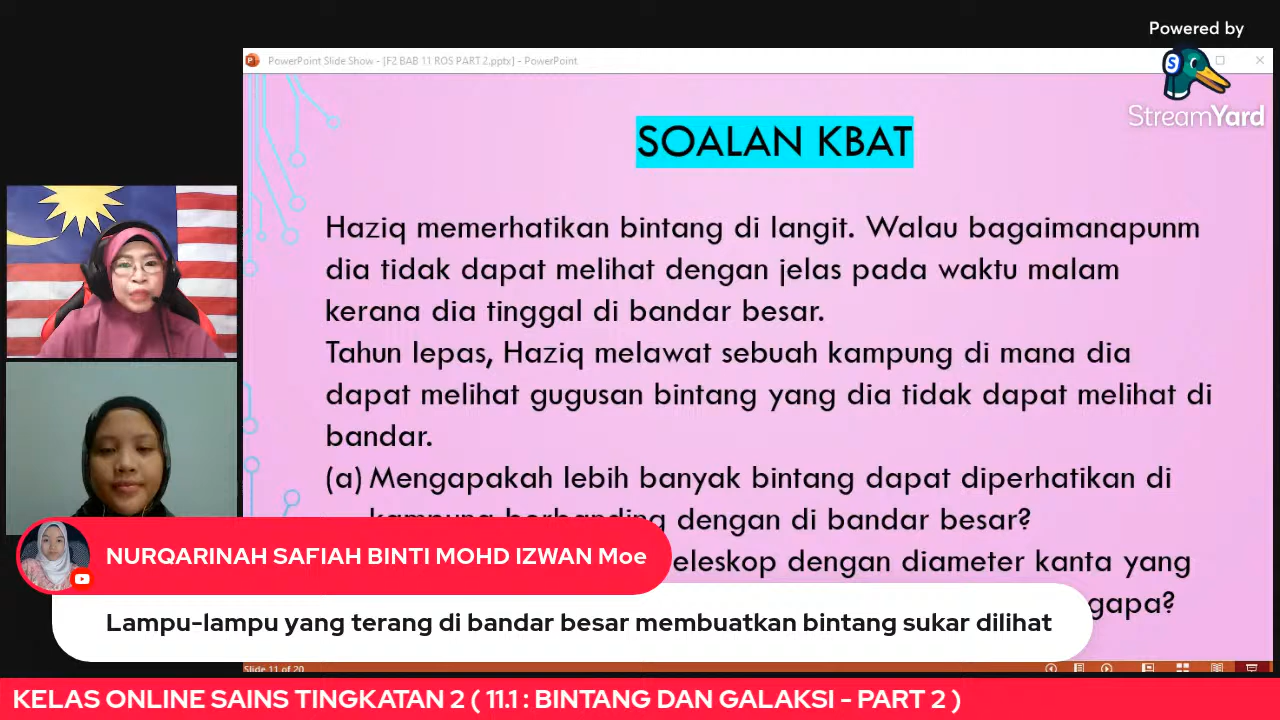 Powered by
StreamYard
PowerPoint Slide Show - [F2 BAB 11 ROS PART 2.pptx] - PowerPoint
SOALAN KBAT
Haziq memerhatikan bintang di langit. Walau bagaimanapunm
dia tidak dapat melihat dengan jelas pada waktu malam
kerana dia tinggal di bandar besar.
Tahun lepas, Haziq melawat sebuah kampung di mana dia
dapat melihat gugusan bintang yang dia tidak dapat melihat di
bandar.
(a) Mengapakah lebih banyak bintang dapat diperhatikan di
kampung berbanding dengan di bandar besar?
eleskop dengan diameter kanta yang
gapa?
NURQARINAH SAFIAH BINTI MOHD IZWAN Moe
Lampu-lampu yang terang di bandar besar membuatkan bintang sukar dilihat
Slide 11 of 20
KELAS ONLINE SAINS TINGKATAN 2 ( 11.1 : BINTANG DAN GALAKSI - PART 2 )